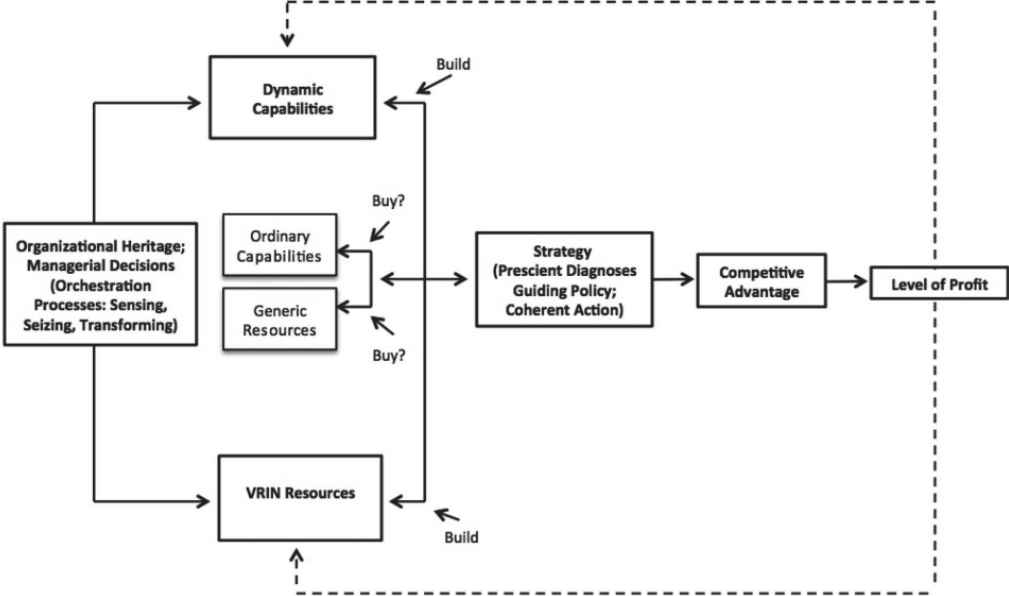 Build
Dynamic
Capabilities
Buy?
Ordinary
Capabilities
Organizational Heritage;
Managerial Decisions
(Orchestration
Processes: Sensing,
Seizing, Transforming)
Strategy
(Prescient Diagnoses
Guiding Policy;
Coherent Action)
Competitive
Advantage
Level of Profit
Generic
Resources
Buy?
VRIN Resources
Build